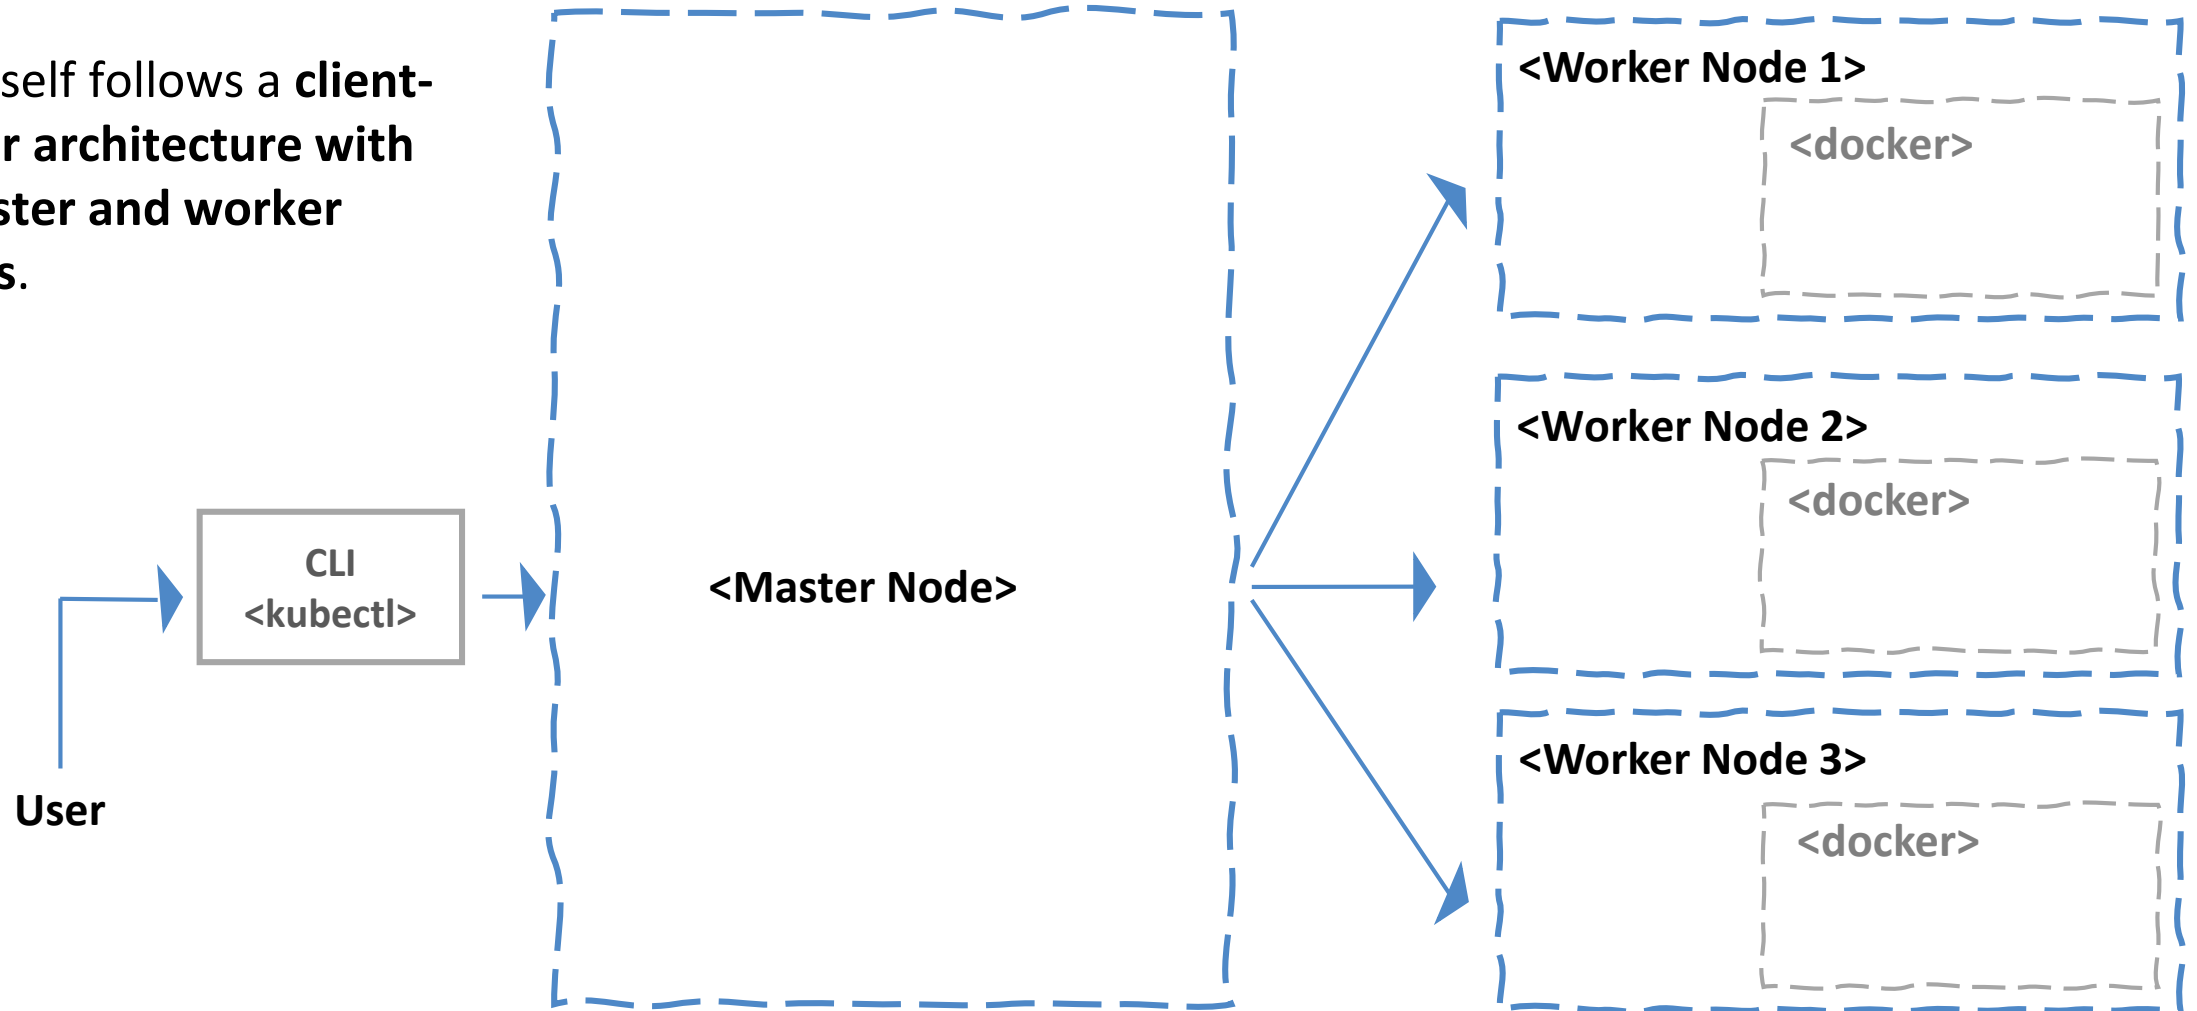 self follows a client-
r architecture with
ster and worker
s.
<Worker Node 1>
<docker>
<Worker Node 2>
<docker>
CLI
<kubectl>
<Master Node>
<Worker Node 3>
<docker>
User